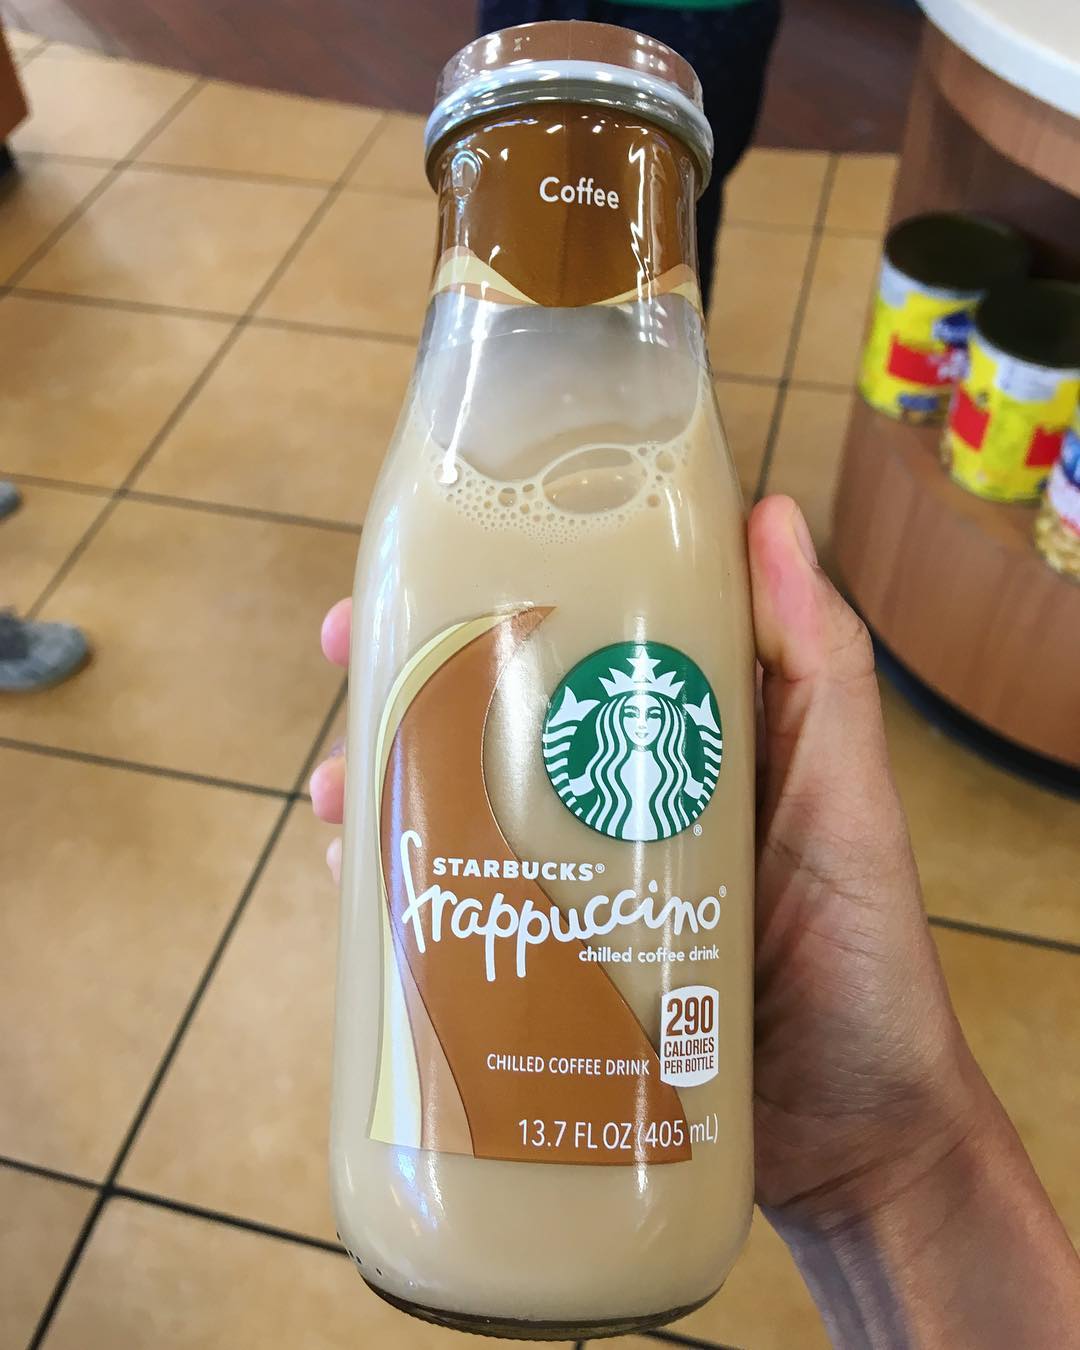 Coffee
STARBUCKS®
frappuccino®
chilled coffee drink
290
CALORIES
PER BOTTLE
CHILLED COFFEE DRINK
13.7 FL OZ (405 mL)